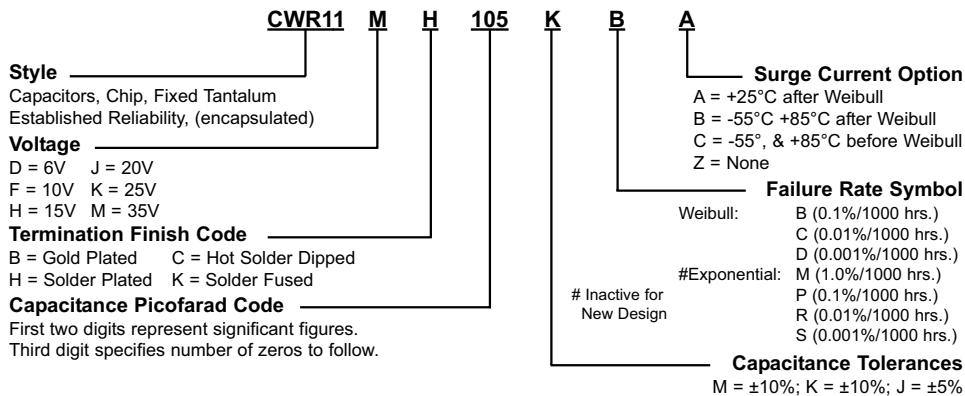 CWR11 M H 105 K B A
Style
Capacitors, Chip, Fixed Tantalum
Established Reliability, (encapsulated)
Voltage
D = 6V J = 20V
F = 10V K = 25V
H = 15V M = 35V
Termination Finish Code
B = Gold Plated C = Hot Solder Dipped
H = Solder Plated K = Solder Fused
Capacitance Picofarad Code
First two digits represent significant figures.
Third digit specifies number of zeros to follow.
Surge Current Option
A = +25°C after Weibull
B = -55°C +85°C after Weibull
C = -55°, & +85°C before Weibull
Z = None
Failure Rate Symbol
Weibull: B (0.1%/1000 hrs.)
C (0.01%/1000 hrs.)
D (0.001%/1000 hrs.)
#Exponential: M (1.0%/1000 hrs.)
P (0.1%/1000 hrs.)
R (0.01%/1000 hrs.)
S (0.001%/1000 hrs.)
# Inactive for
New Design
Capacitance Tolerances
M = ±10%; K = ±10%; J = ±5%